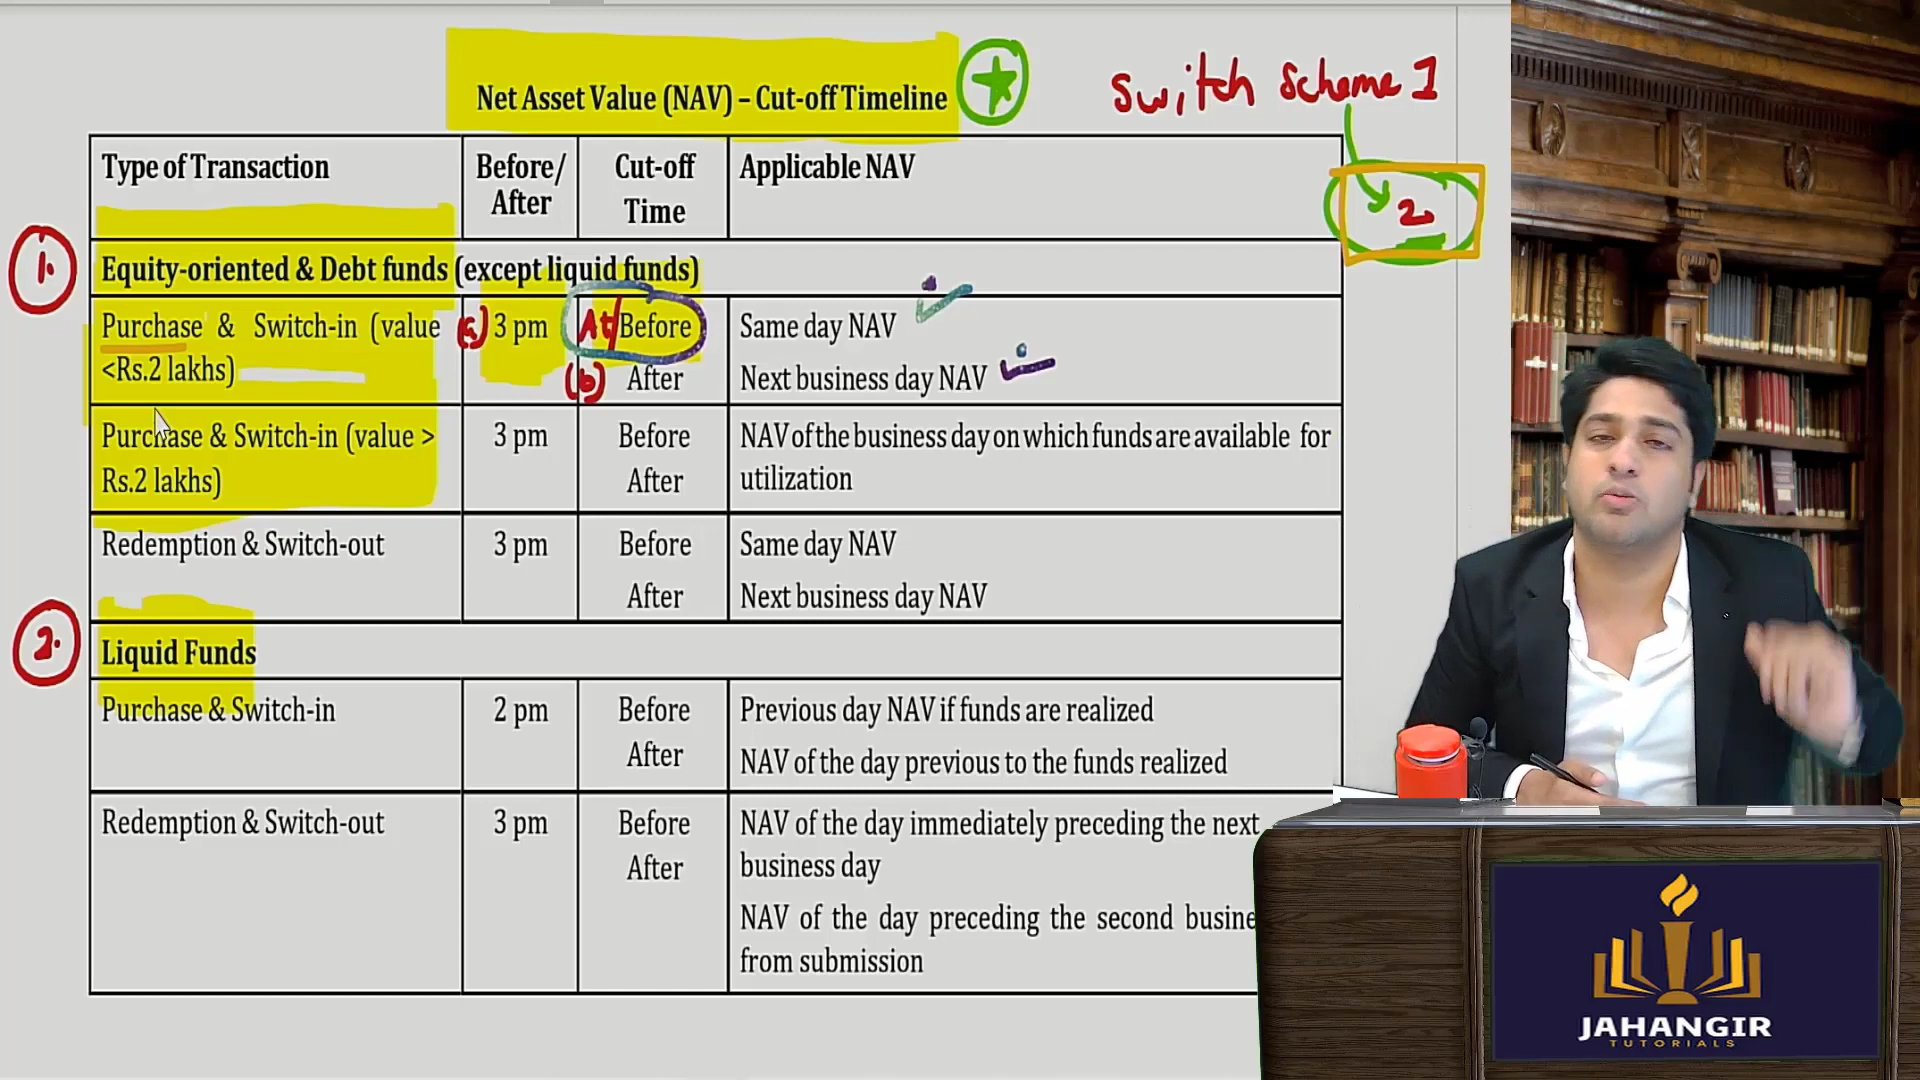 Net Asset Value (NAV) – Cut-off Timeline
Switch Scheme 1
2
Type of Transaction
Before/
After
Cut-off
Time
Applicable NAV
1.
Equity-oriented & Debt funds (except liquid funds)
Purchase & Switch-in (value
<Rs.2 lakhs)
(a) 3 pm
At/Before
(b) After
Same day NAV
Next business day NAV
Purchase & Switch-in (value >
Rs.2 lakhs)
3 pm
Before
After
NAV of the business day on which funds are available for
utilization
Redemption & Switch-out
3 pm
Before
After
Same day NAV
Next business day NAV
2.
Liquid Funds
Purchase & Switch-in
2 pm
Before
After
Previous day NAV if funds are realized
NAV of the day previous to the funds realized
Redemption & Switch-out
3 pm
Before
After
NAV of the day immediately preceding the next
business day
NAV of the day preceding the second busine
from submission
JAHANGIR
TUTORIALS